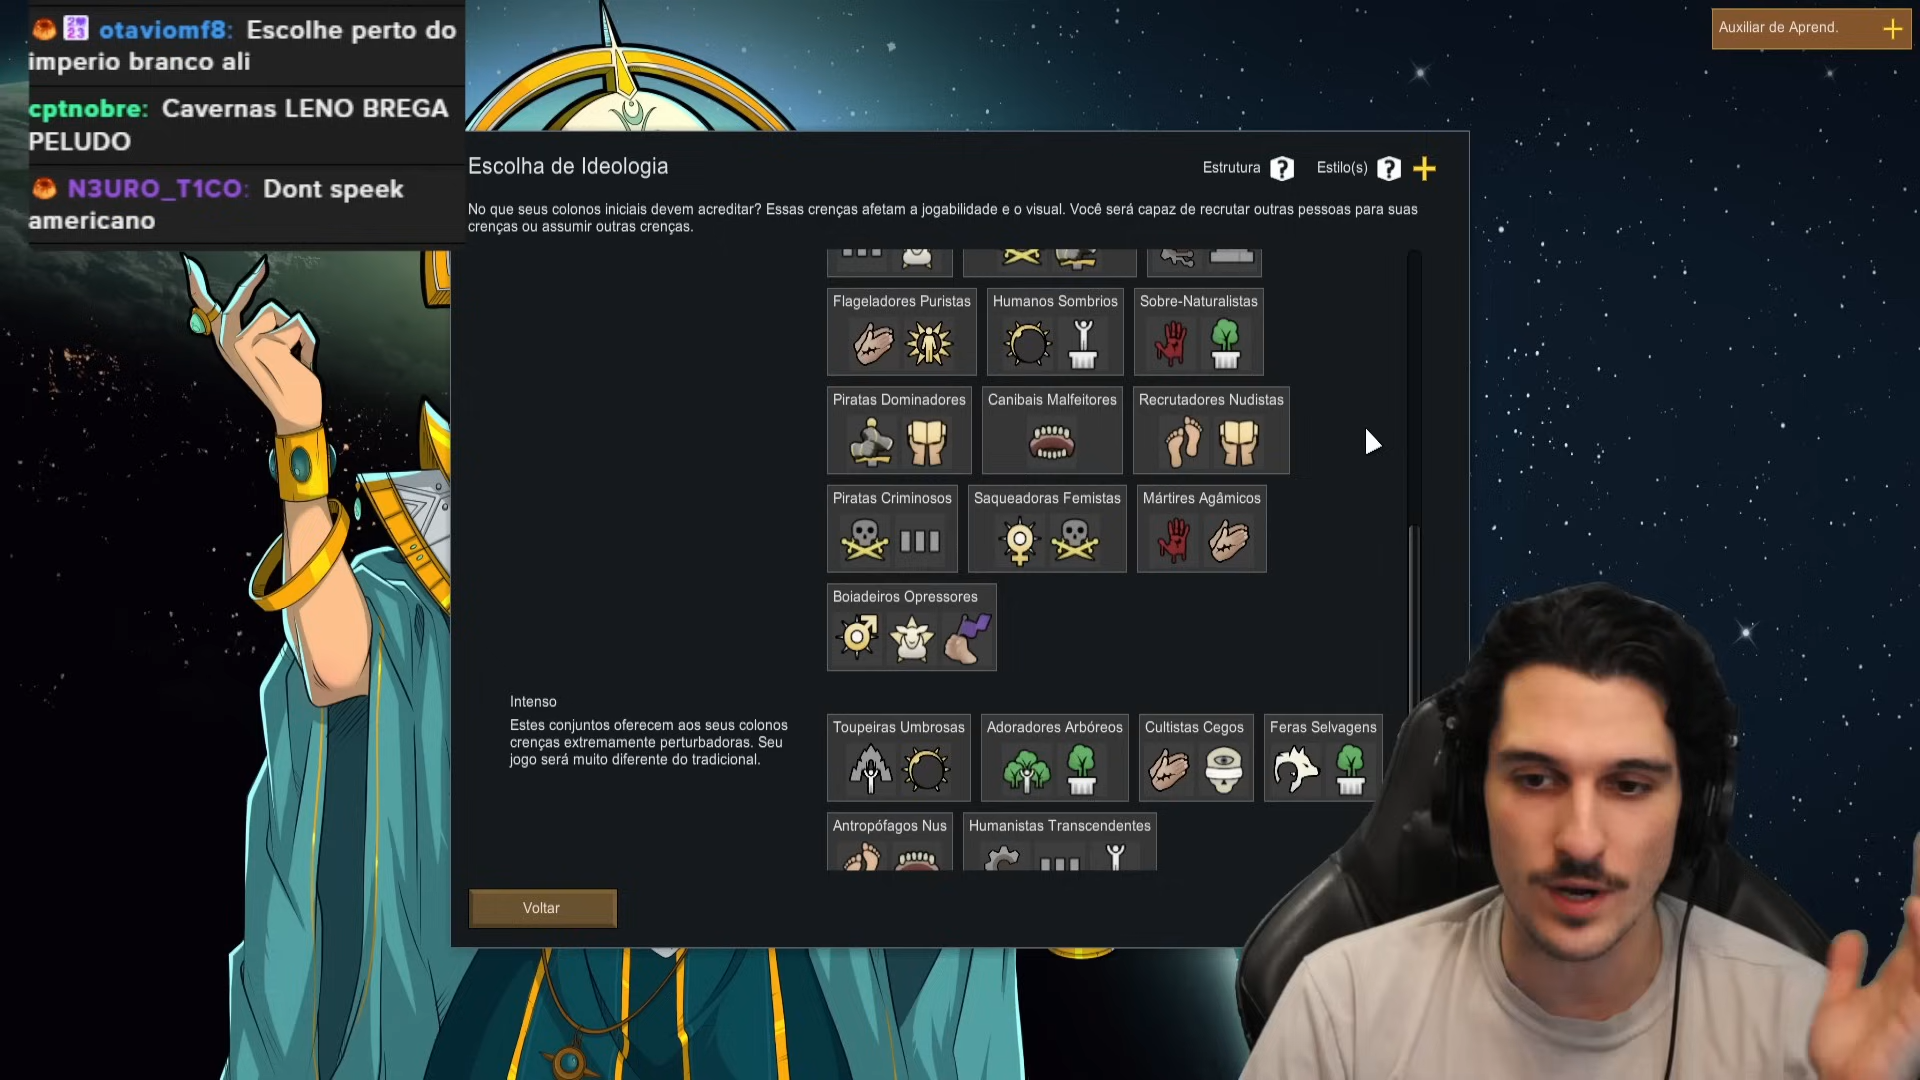 otaviomf8: Escolhe perto do
imperio branco ali
cptnobre: Cavernas LENO BREGA
PELUDO
N3URO_T1CO: Dont speek
americano
Auxiliar de Aprend.
Escolha de Ideologia
Estrutura
Estilo(s)
No que seus colonos iniciais devem acreditar? Essas crenças afetam a jogabilidade e o visual. Você será capaz de recrutar outras pessoas para suas
crenças ou assumir outras crenças.
Flageladores Puristas
Humanos Sombrios
Sobre-Naturalistas
Piratas Dominadores
Canibais Malfeitores
Recrutadores Nudistas
Piratas Criminosos
Saqueadoras Femistas
Mártires Agâmicos
Boiadeiros Opressores
Intenso
Estes conjuntos oferecem aos seus colonos
crenças extremamente perturbadoras. Seu
jogo será muito diferente do tradicional.
Toupeiras Umbrosas
Adoradores Arbóreos
Cultistas Cegos
Feras Selvagens
Antropófagos Nus
Humanistas Transcendentes
Voltar